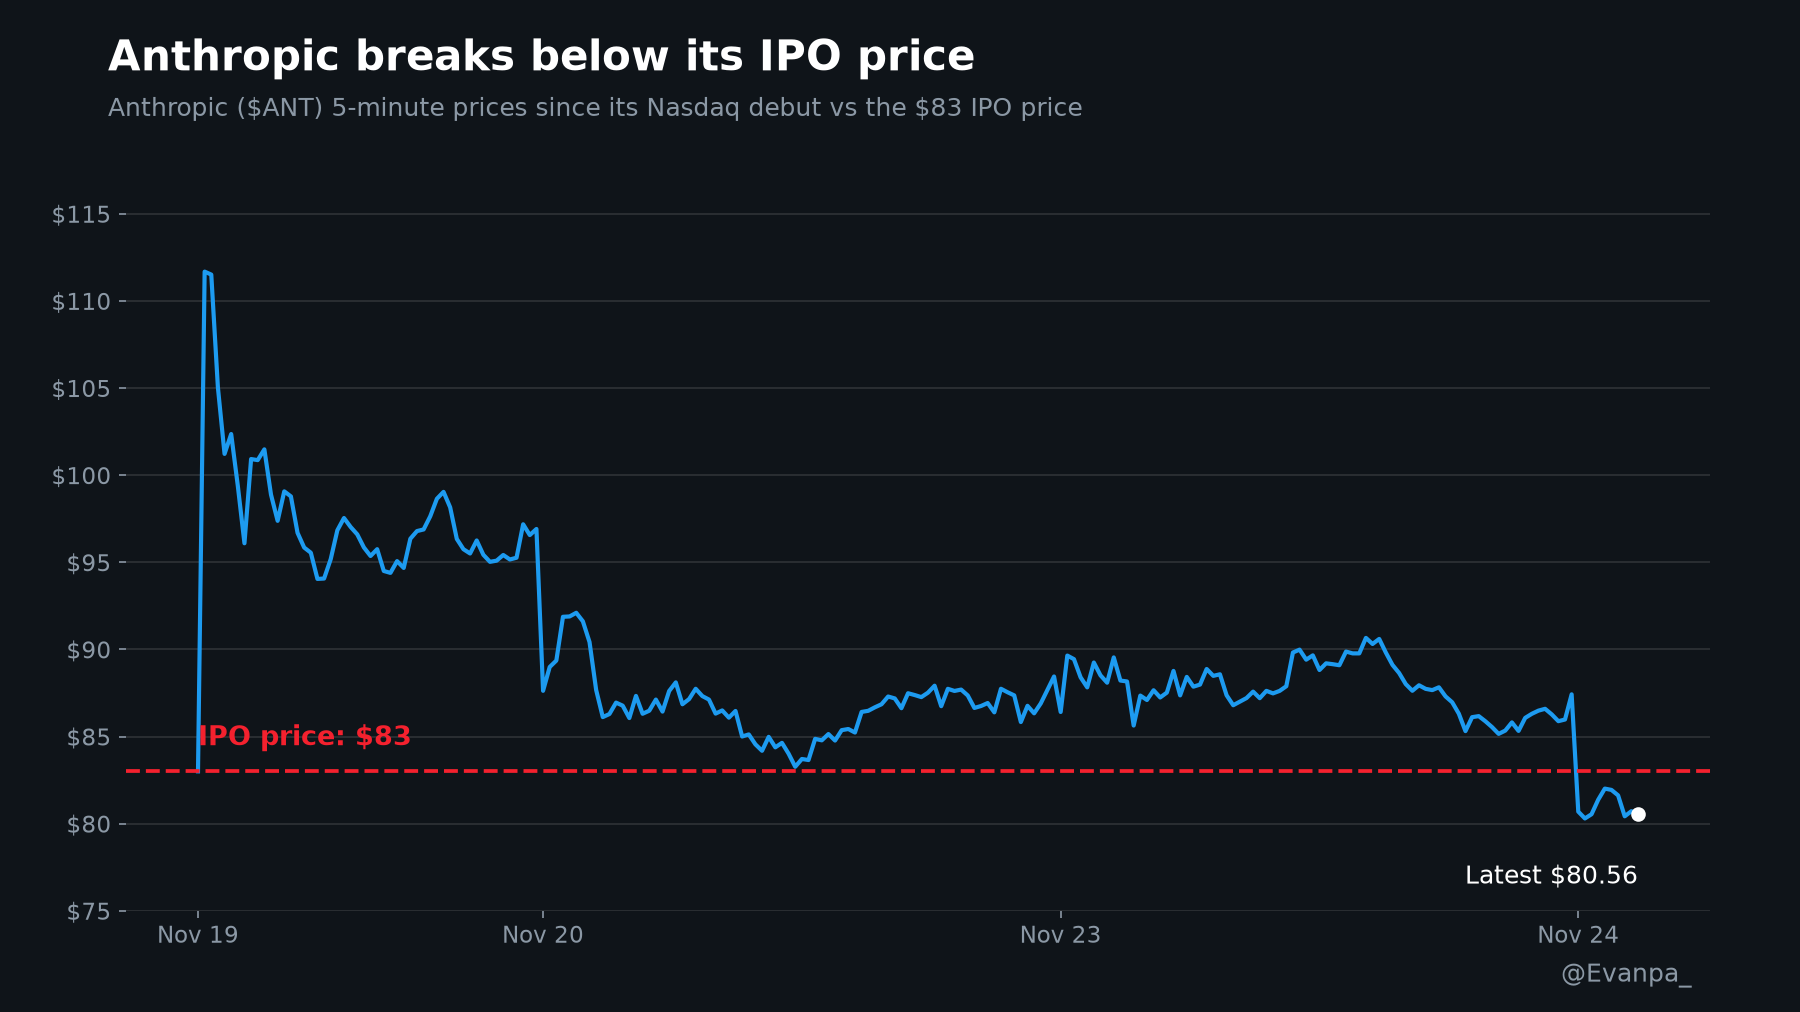 Anthropic breaks below its IPO price
Anthropic ($ANT) 5-minute prices since its Nasdaq debut vs the $83 IPO price
$115
$110
$105
$100
$95
$90
$85
IPO price: $83
$80
Latest $80.56
$75
Nov 19
Nov 20
Nov 23
Nov 24
@Evanpa_